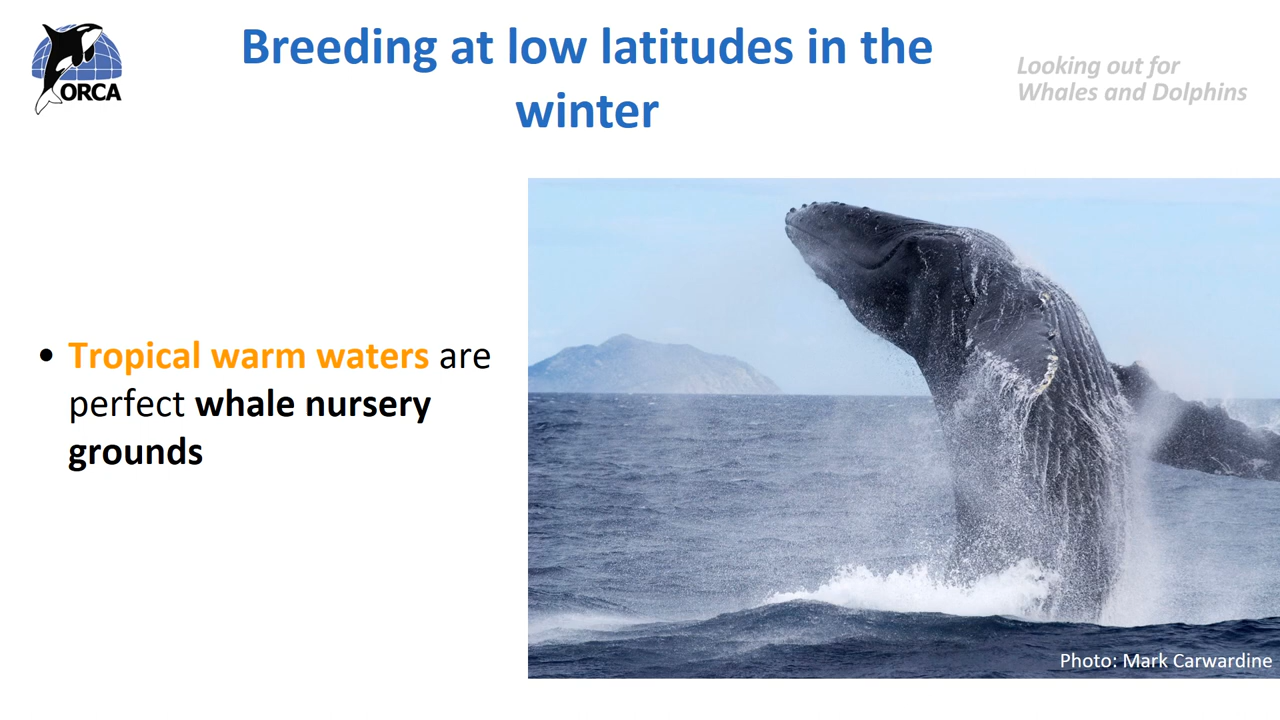 ORCA
Breeding at low latitudes in the
winter
Looking out for
Whales and Dolphins
• Tropical warm waters are
perfect whale nursery
grounds
Photo: Mark Carwardine